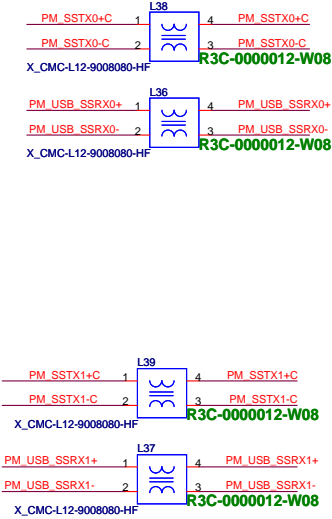 L38
PM_SSTX0+C 1 4 PM_SSTX0+C
PM_SSTX0-C 2 3 PM_SSTX0-C
X_CMC-L12-9008080-HF R3C-0000012-W08
L36
PM_USB_SSRX0+ 1 4 PM_USB_SSRX0+
PM_USB_SSRX0- 2 3 PM_USB_SSRX0-
X_CMC-L12-9008080-HF R3C-0000012-W08
L39
PM_SSTX1+C 1 4 PM_SSTX1+C
PM_SSTX1-C 2 3 PM_SSTX1-C
X_CMC-L12-9008080-HF R3C-0000012-W08
L37
PM_USB_SSRX1+ 1 4 PM_USB_SSRX1+
PM_USB_SSRX1- 2 3 PM_USB_SSRX1-
X_CMC-L12-9008080-HF R3C-0000012-W08